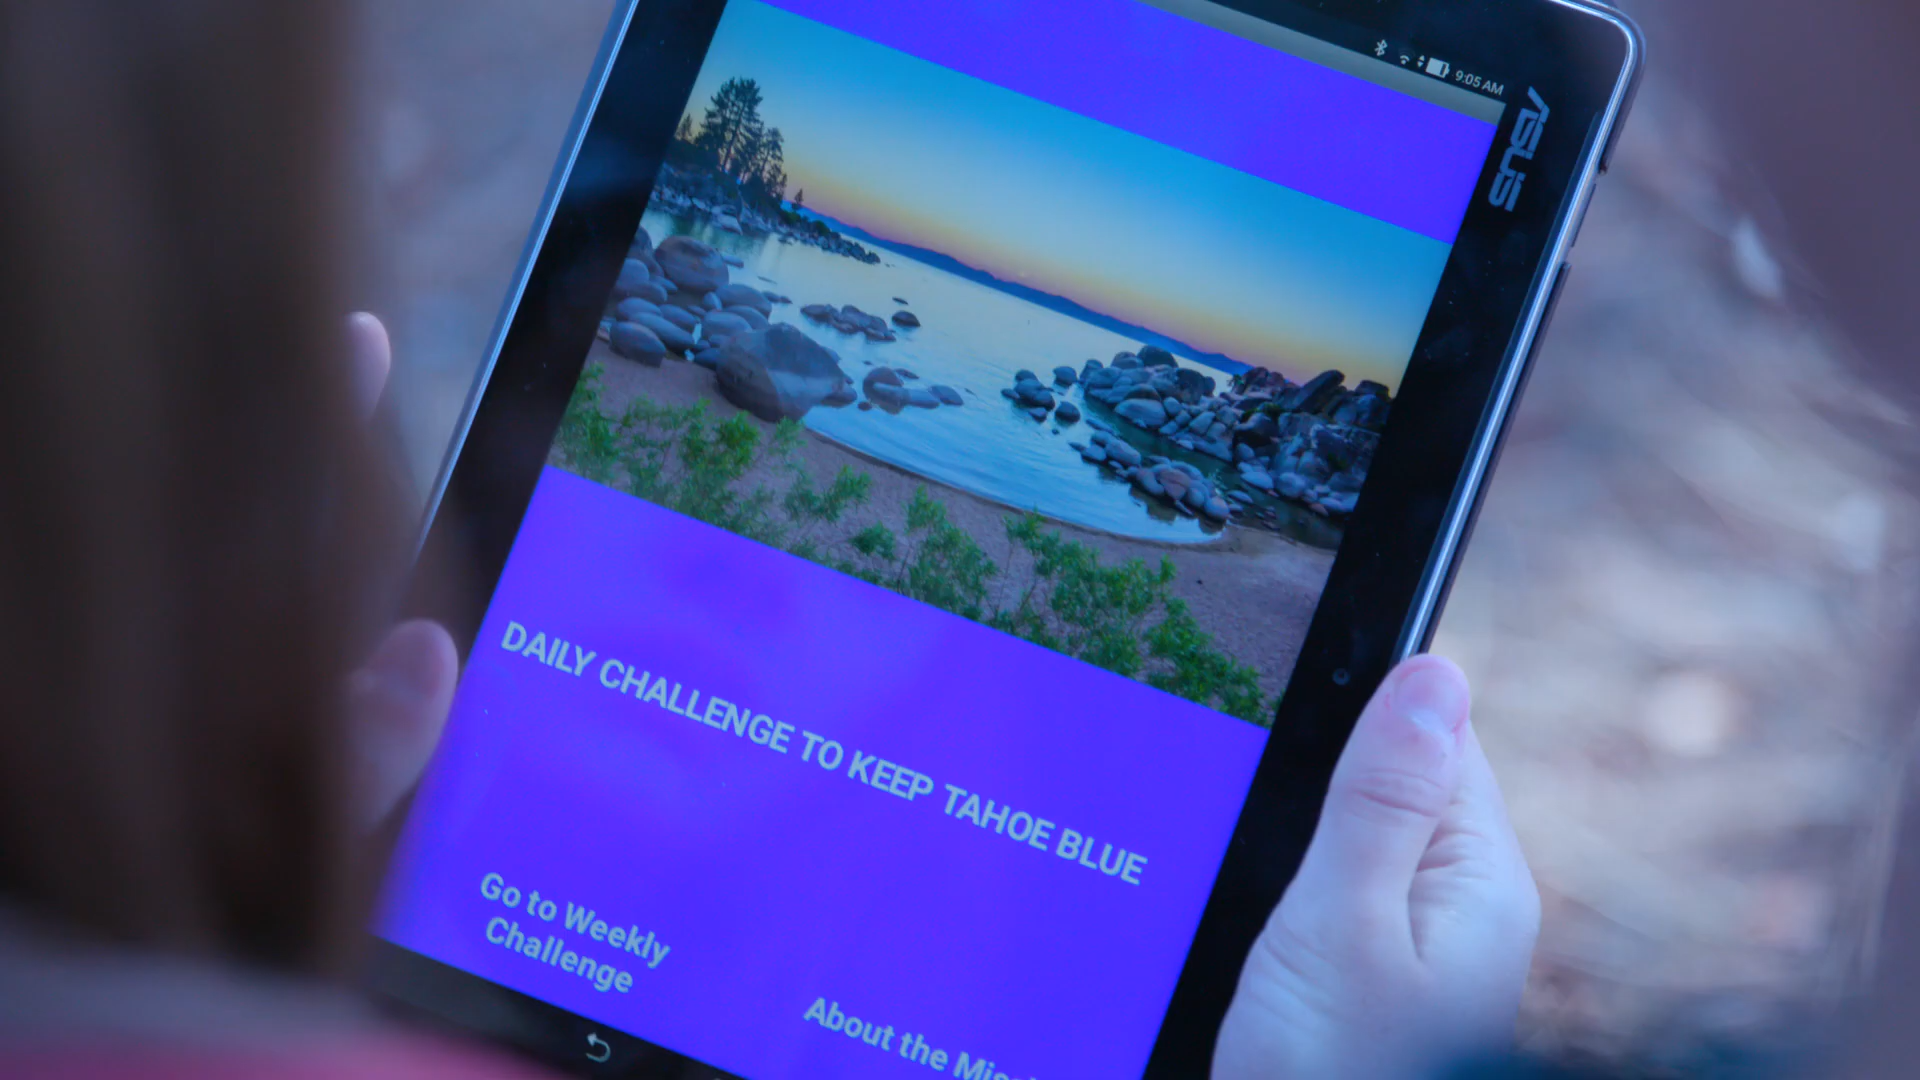 9:05 AM
ASUS
DAILY CHALLENGE TO KEEP TAHOE BLUE
Go to Weekly
Challenge
About the